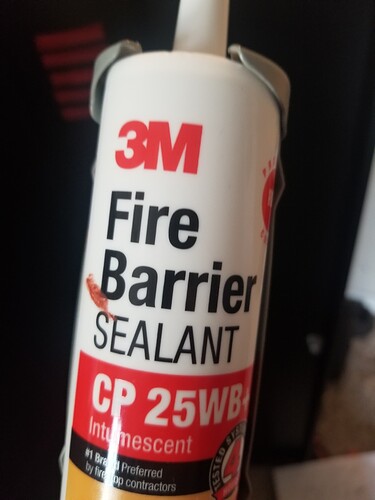 3M
Fire
Barrier
SEALANT
CP 25WB+
Intumescent
#1 Brand Preferred
by firestop contractors